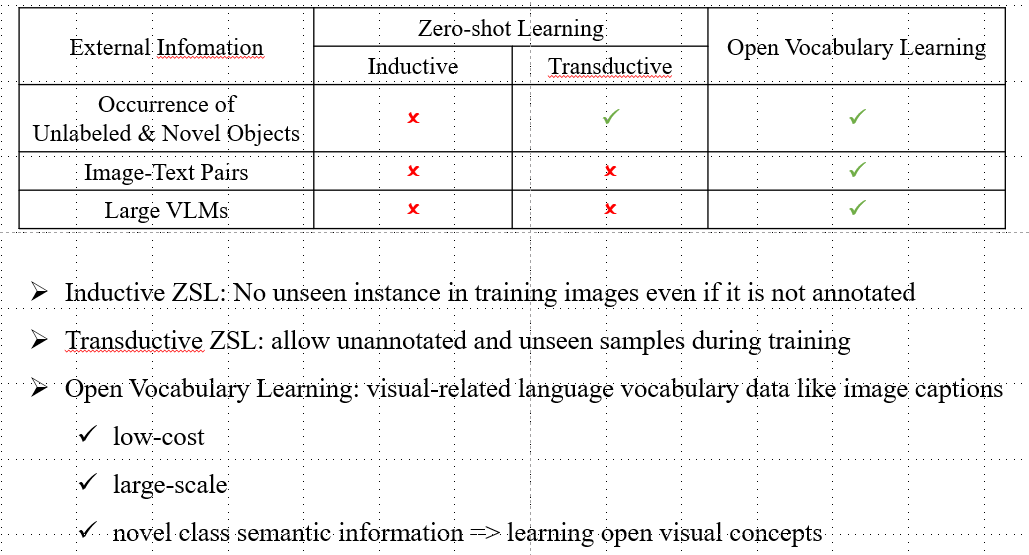 External Infomation
Zero-shot Learning
Open Vocabulary Learning
Inductive
Transductive
Occurrence of
Unlabeled & Novel Objects
✘
✓
✓
Image-Text Pairs
✘
✘
✓
Large VLMs
✘
✘
✓
➢ Inductive ZSL: No unseen instance in training images even if it is not annotated
➢ Transductive ZSL: allow unannotated and unseen samples during training
➢ Open Vocabulary Learning: visual-related language vocabulary data like image captions
✓ low-cost
✓ large-scale
✓ novel class semantic information => learning open visual concepts